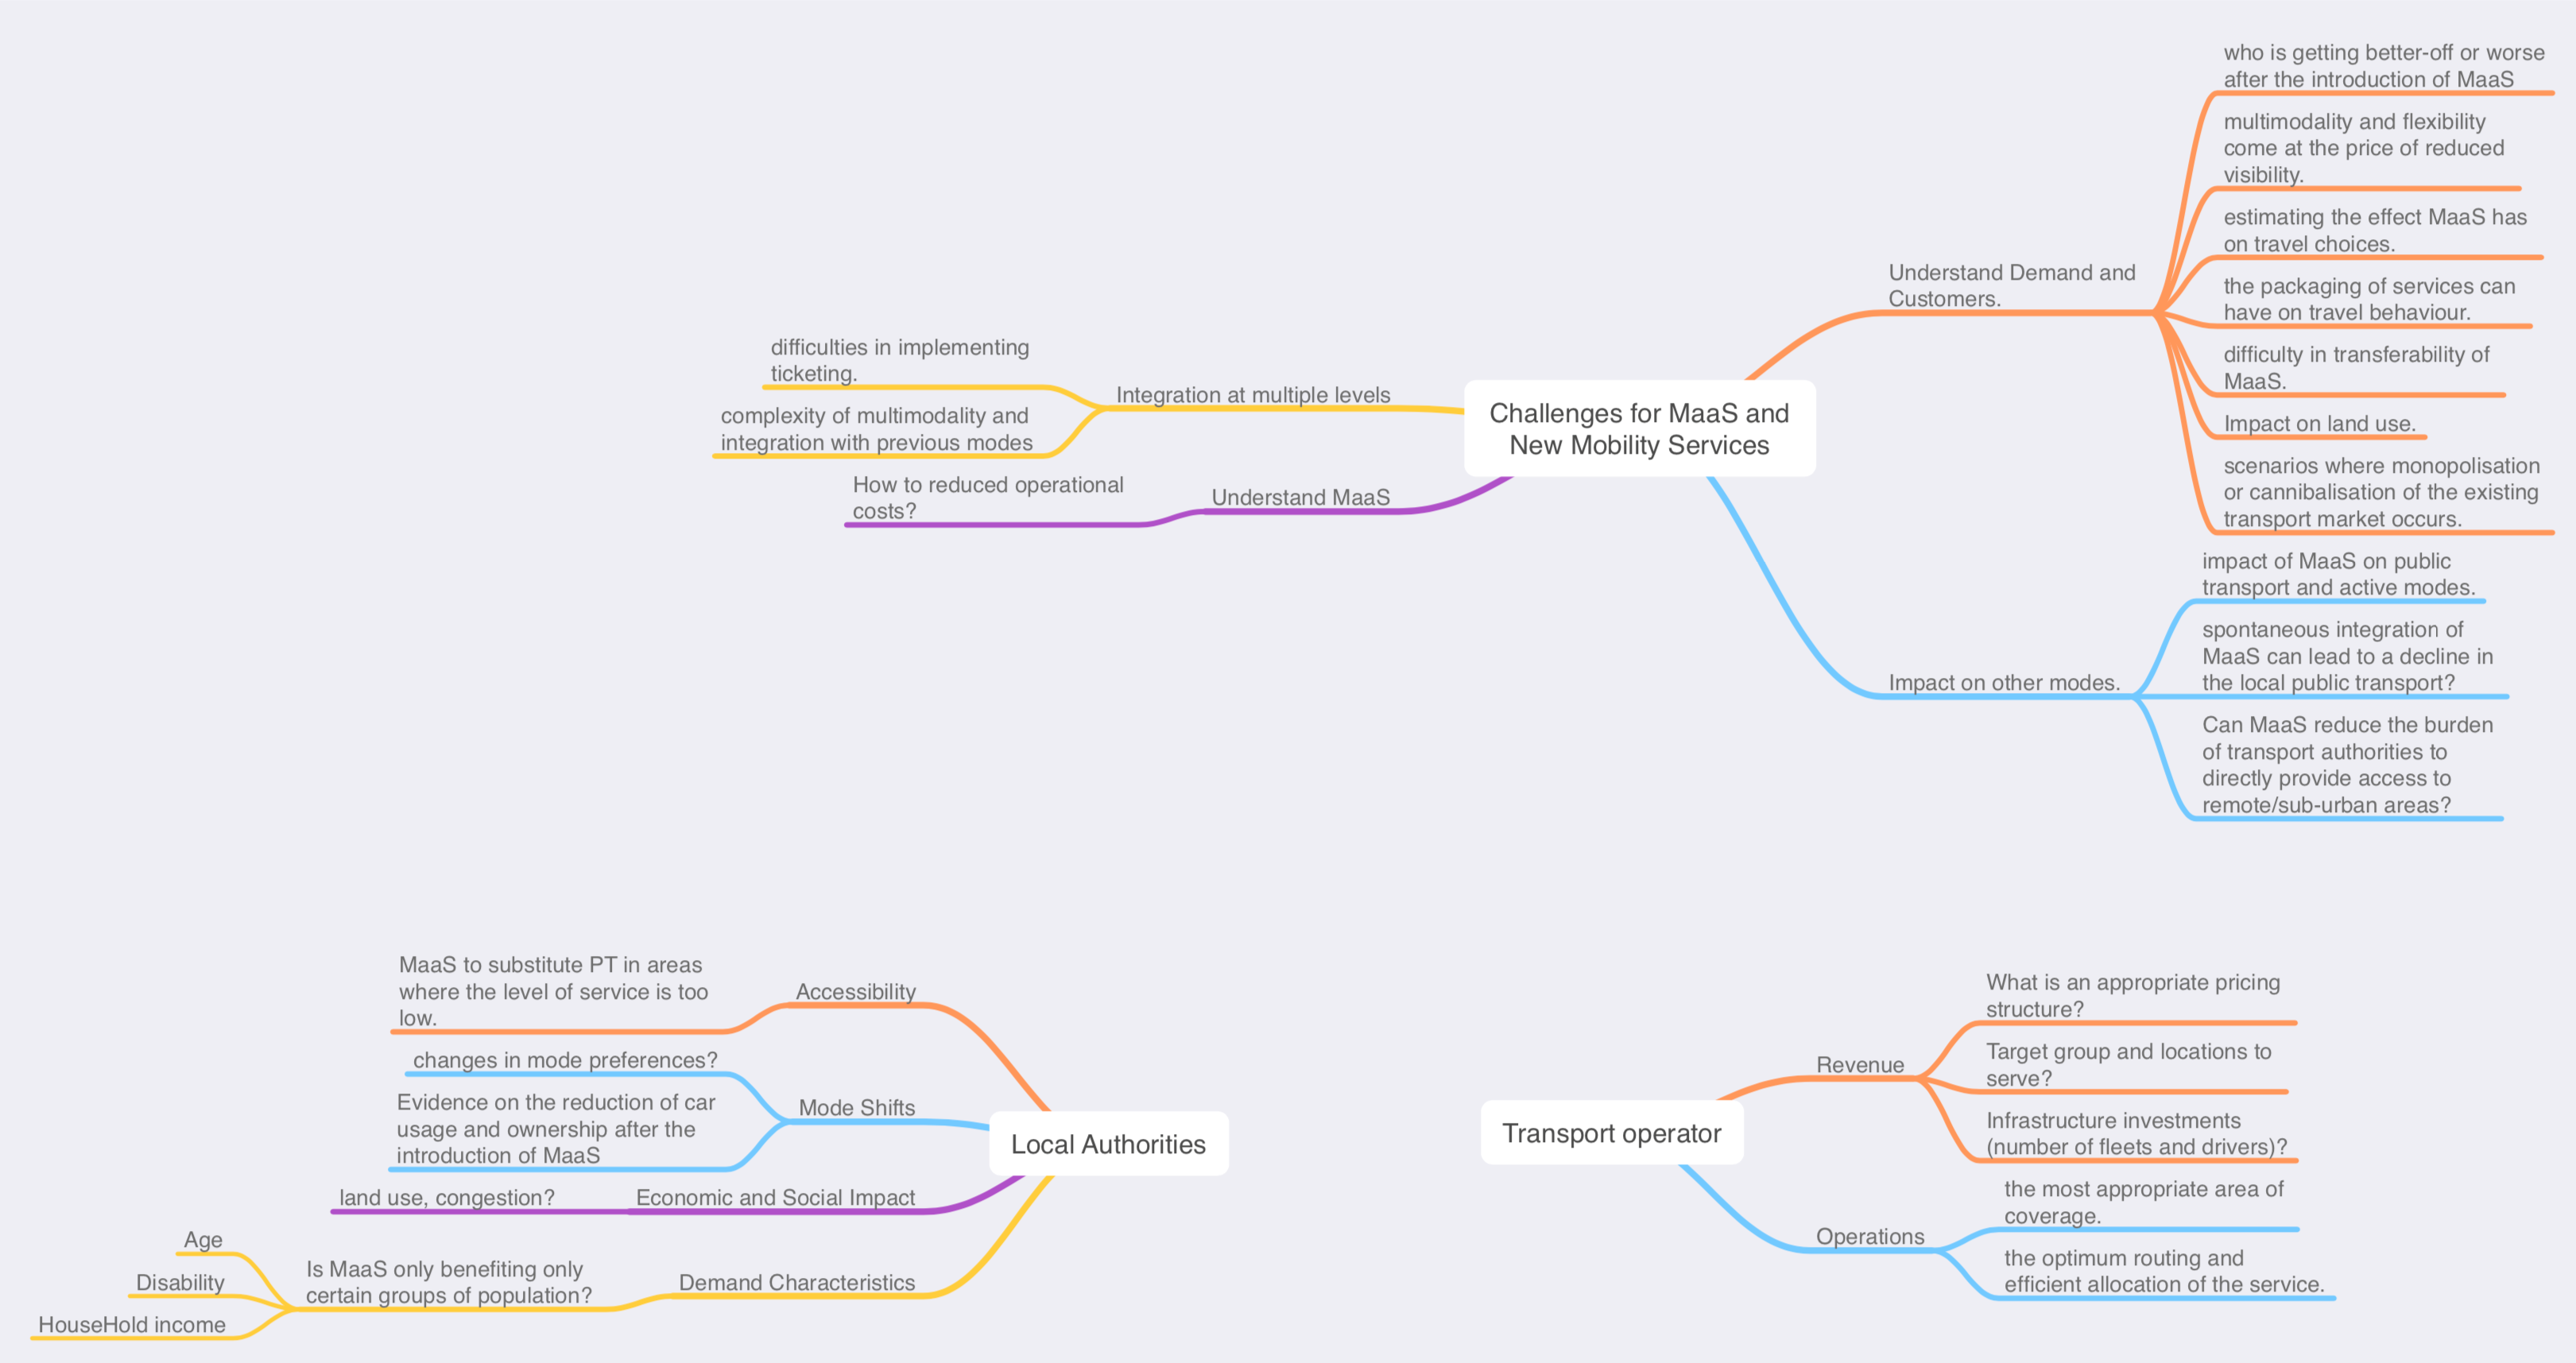 Challenges for MaaS and
New Mobility Services
Understand Demand and
Customers.
who is getting better-off or worse
after the introduction of MaaS
multimodality and flexibility
come at the price of reduced
visibility.
estimating the effect MaaS has
on travel choices.
the packaging of services can
have on travel behaviour.
difficulty in transferability of
MaaS.
Impact on land use.
scenarios where monopolisation
or cannibalisation of the existing
transport market occurs.
Impact on other modes.
impact of MaaS on public
transport and active modes.
spontaneous integration of
MaaS can lead to a decline in
the local public transport?
Can MaaS reduce the burden
of transport authorities to
directly provide access to
remote/sub-urban areas?
Integration at multiple levels
difficulties in implementing
ticketing.
complexity of multimodality and
integration with previous modes
Understand MaaS
How to reduced operational
costs?
Local Authorities
Accessibility
MaaS to substitute PT in areas
where the level of service is too
low.
Mode Shifts
changes in mode preferences?
Evidence on the reduction of car
usage and ownership after the
introduction of MaaS
Economic and Social Impact
land use, congestion?
Demand Characteristics
Is MaaS only benefiting only
certain groups of population?
Age
Disability
HouseHold income
Transport operator
Revenue
What is an appropriate pricing
structure?
Target group and locations to
serve?
Infrastructure investments
(number of fleets and drivers)?
Operations
the most appropriate area of
coverage.
the optimum routing and
efficient allocation of the service.